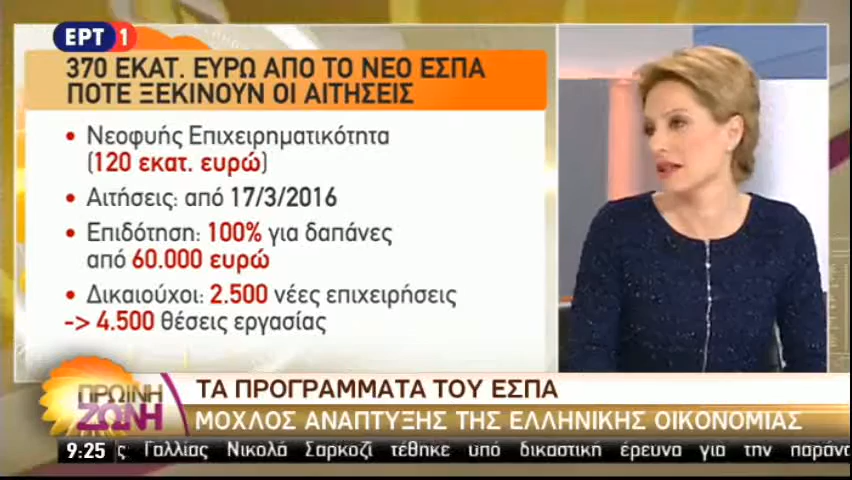 ΕΡΤ 1
370 ΕΚΑΤ. ΕΥΡΩ ΑΠΟ ΤΟ ΝΕΟ ΕΣΠΑ
ΠΟΤΕ ΞΕΚΙΝΟΥΝ ΟΙ ΑΙΤΗΣΕΙΣ
• Νεοφυής Επιχειρηματικότητα
(120 εκατ. ευρώ)
• Αιτήσεις: από 17/3/2016
• Επιδότηση: 100% για δαπάνες
από 60.000 ευρώ
• Δικαιούχοι: 2.500 νέες επιχειρήσεις
-> 4.500 θέσεις εργασίας
ΠΡΩΙΝΗ
ΖΩΝΗ
ΤΑ ΠΡΟΓΡΑΜΜΑΤΑ ΤΟΥ ΕΣΠΑ
ΜΟΧΛΟΣ ΑΝΑΠΤΥΞΗΣ ΤΗΣ ΕΛΛΗΝΙΚΗΣ ΟΙΚΟΝΟΜΙΑΣ
9:25 ς Γαλλίας Νικολά Σαρκοζί τέθηκε υπό δικαστική έρευνα για την παράν